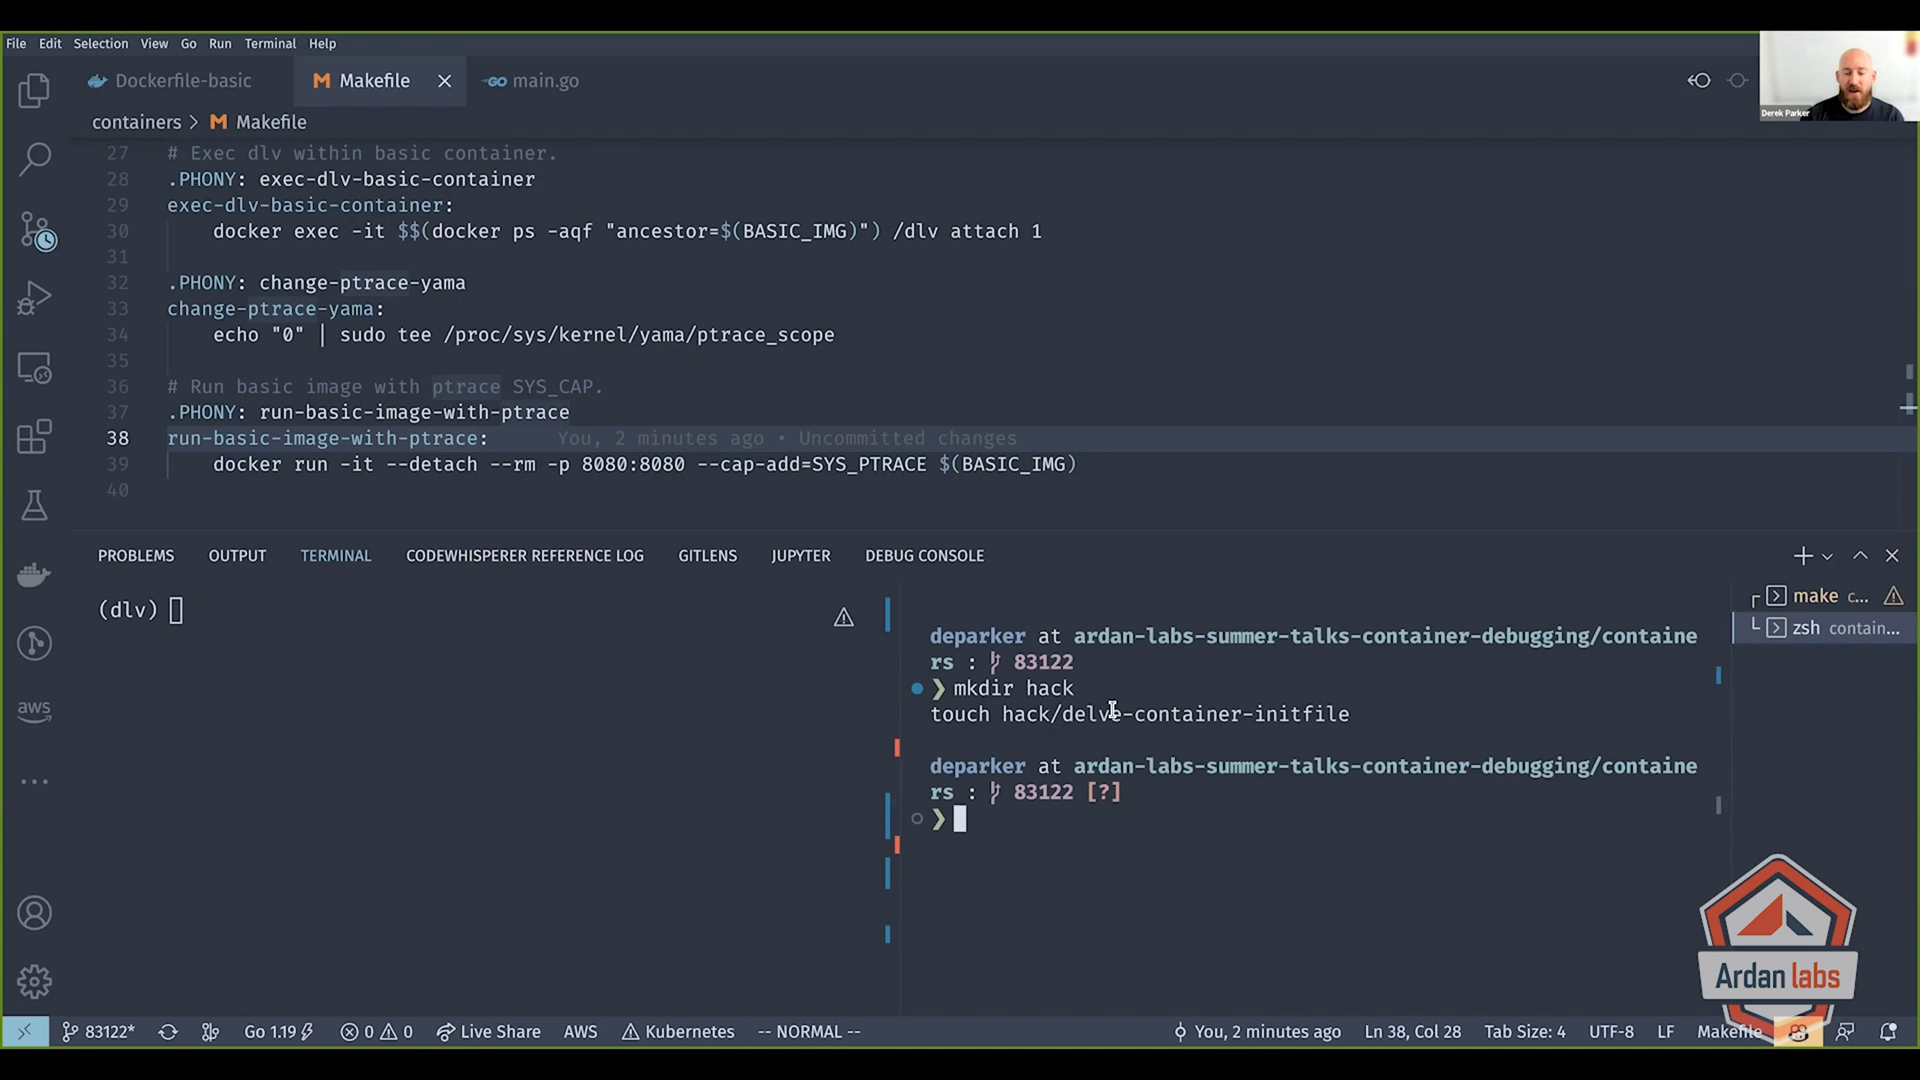 File Edit Selection View Go Run Terminal Help
Dockerfile-basic Makefile main.go
containers > Makefile
Derek Parker
27 # Exec dlv within basic container.
28 .PHONY: exec-dlv-basic-container
29 exec-dlv-basic-container:
30 docker exec -it $$(docker ps -aqf "ancestor=$(BASIC_IMG)") /dlv attach 1
31
32 .PHONY: change-ptrace-yama
33 change-ptrace-yama:
34 echo "0" | sudo tee /proc/sys/kernel/yama/ptrace_scope
35
36 # Run basic image with ptrace SYS_CAP.
37 .PHONY: run-basic-image-with-ptrace
38 run-basic-image-with-ptrace: You, 2 minutes ago • Uncommitted changes
39 docker run -it --detach --rm -p 8080:8080 --cap-add=SYS_PTRACE $(BASIC_IMG)
40
PROBLEMS OUTPUT TERMINAL CODEWHISPERER REFERENCE LOG GITLENS JUPYTER DEBUG CONSOLE
(dlv)
deparker at ardan-labs-summer-talks-container-debugging/containe
rs : 83122
❯ mkdir hack
touch hack/delve-container-initfile
deparker at ardan-labs-summer-talks-container-debugging/containe
rs : 83122 [?]
❯
make c...
zsh contain...
aws
Ardan labs
83122* Go 1.19 0 0 Live Share AWS Kubernetes -- NORMAL -- You, 2 minutes ago Ln 38, Col 28 Tab Size: 4 UTF-8 LF Makefile